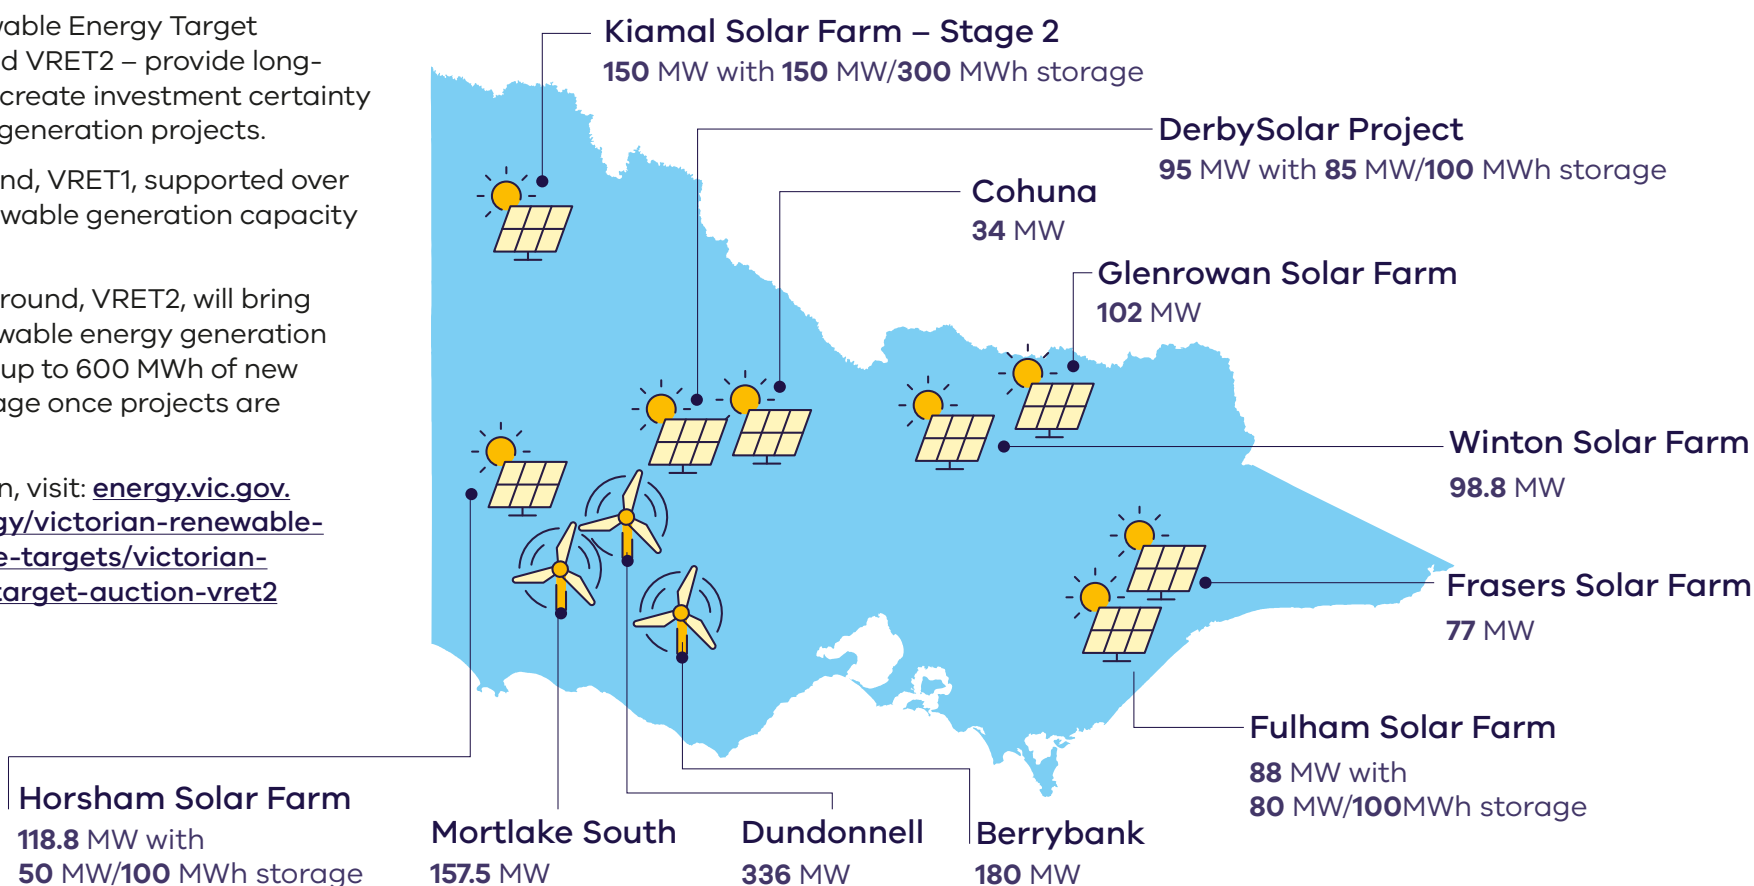 wable Energy Target
d VRET2 – provide long-
create investment certainty
generation projects.
nd, VRET1, supported over
wable generation capacity
round, VRET2, will bring
wable energy generation
up to 600 MWh of new
age once projects are
n, visit: energy.vic.gov.
gy/victorian-renewable-
e-targets/victorian-
target-auction-vret2
Kiamal Solar Farm – Stage 2
150 MW with 150 MW/300 MWh storage
DerbySolar Project
95 MW with 85 MW/100 MWh storage
Cohuna
34 MW
Glenrowan Solar Farm
102 MW
Winton Solar Farm
98.8 MW
Frasers Solar Farm
77 MW
Fulham Solar Farm
88 MW with
80 MW/100MWh storage
Horsham Solar Farm
118.8 MW with
50 MW/100 MWh storage
Mortlake South
157.5 MW
Dundonnell
336 MW
Berrybank
180 MW